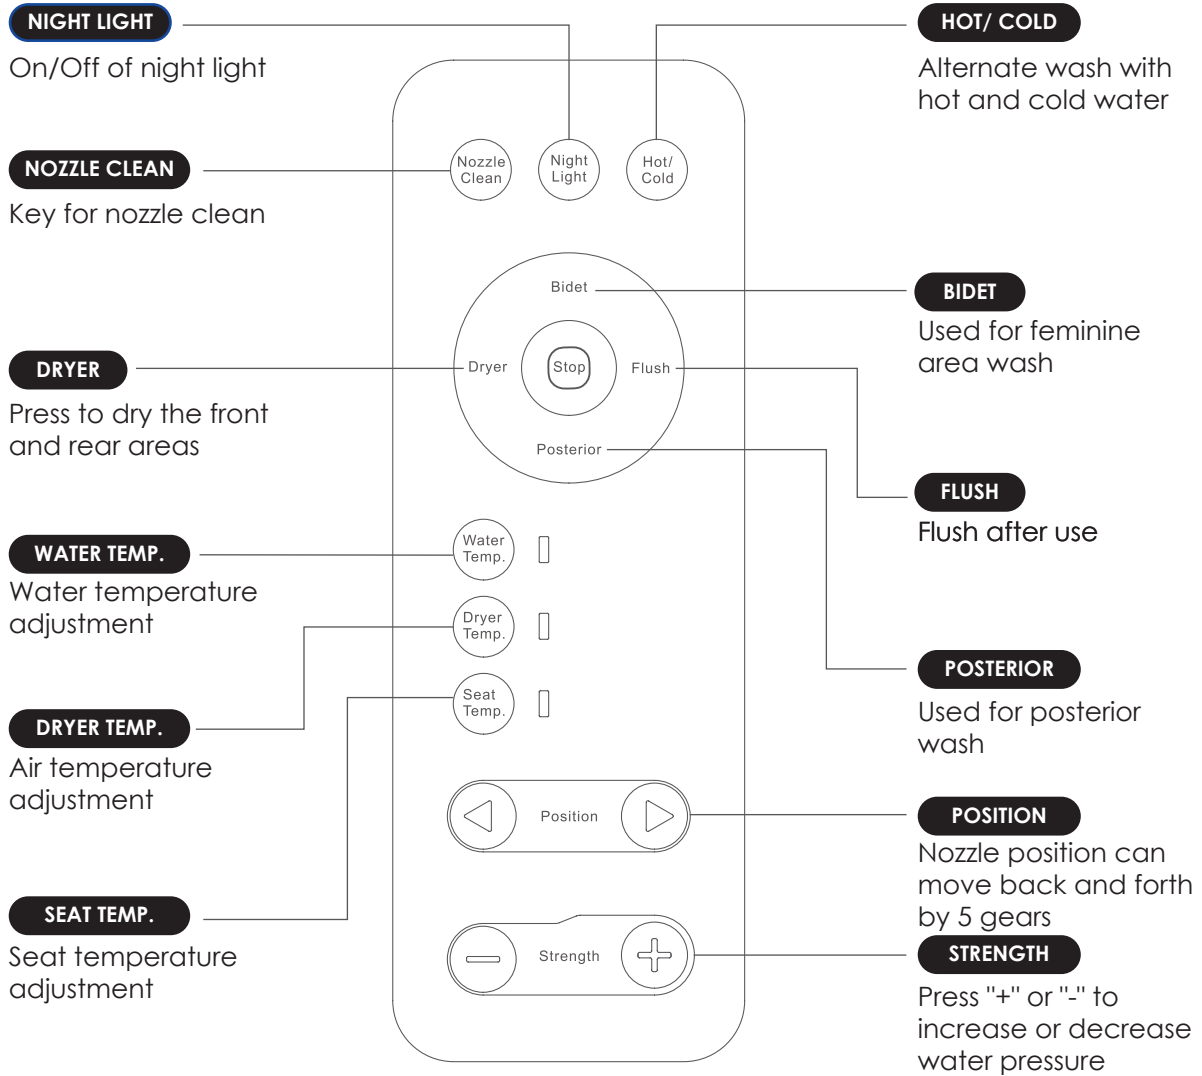 NIGHT LIGHT
On/Off of night light
HOT/ COLD
Alternate wash with
hot and cold water
NOZZLE CLEAN
Key for nozzle clean
Nozzle
Clean
Night
Light
Hot/
Cold
Bidet
Dryer
Stop
Flush
Posterior
BIDET
Used for feminine
area wash
DRYER
Press to dry the front
and rear areas
FLUSH
Flush after use
WATER TEMP.
Water temperature
adjustment
Water
Temp.
Dryer
Temp.
Seat
Temp.
POSTERIOR
Used for posterior
wash
DRYER TEMP.
Air temperature
adjustment
Position
POSITION
Nozzle position can
move back and forth
by 5 gears
SEAT TEMP.
Seat temperature
adjustment
Strength
STRENGTH
Press "+" or "-" to
increase or decrease
water pressure